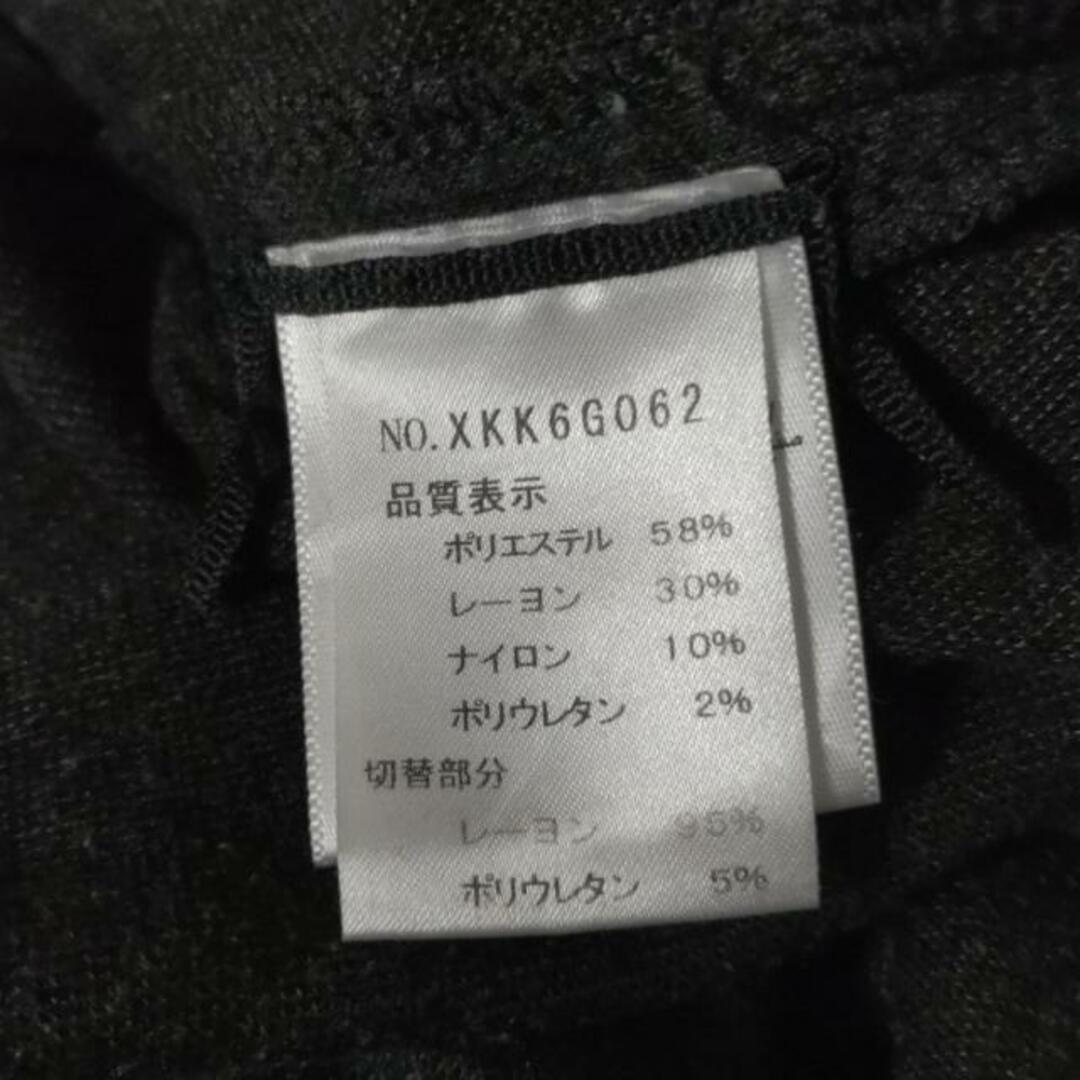 NO.XKK6G062
品質表示
ポリエステル 58%
レーヨン 30%
ナイロン 10%
ポリウレタン 2%
切替部分
レーヨン 95%
ポリウレタン 5%